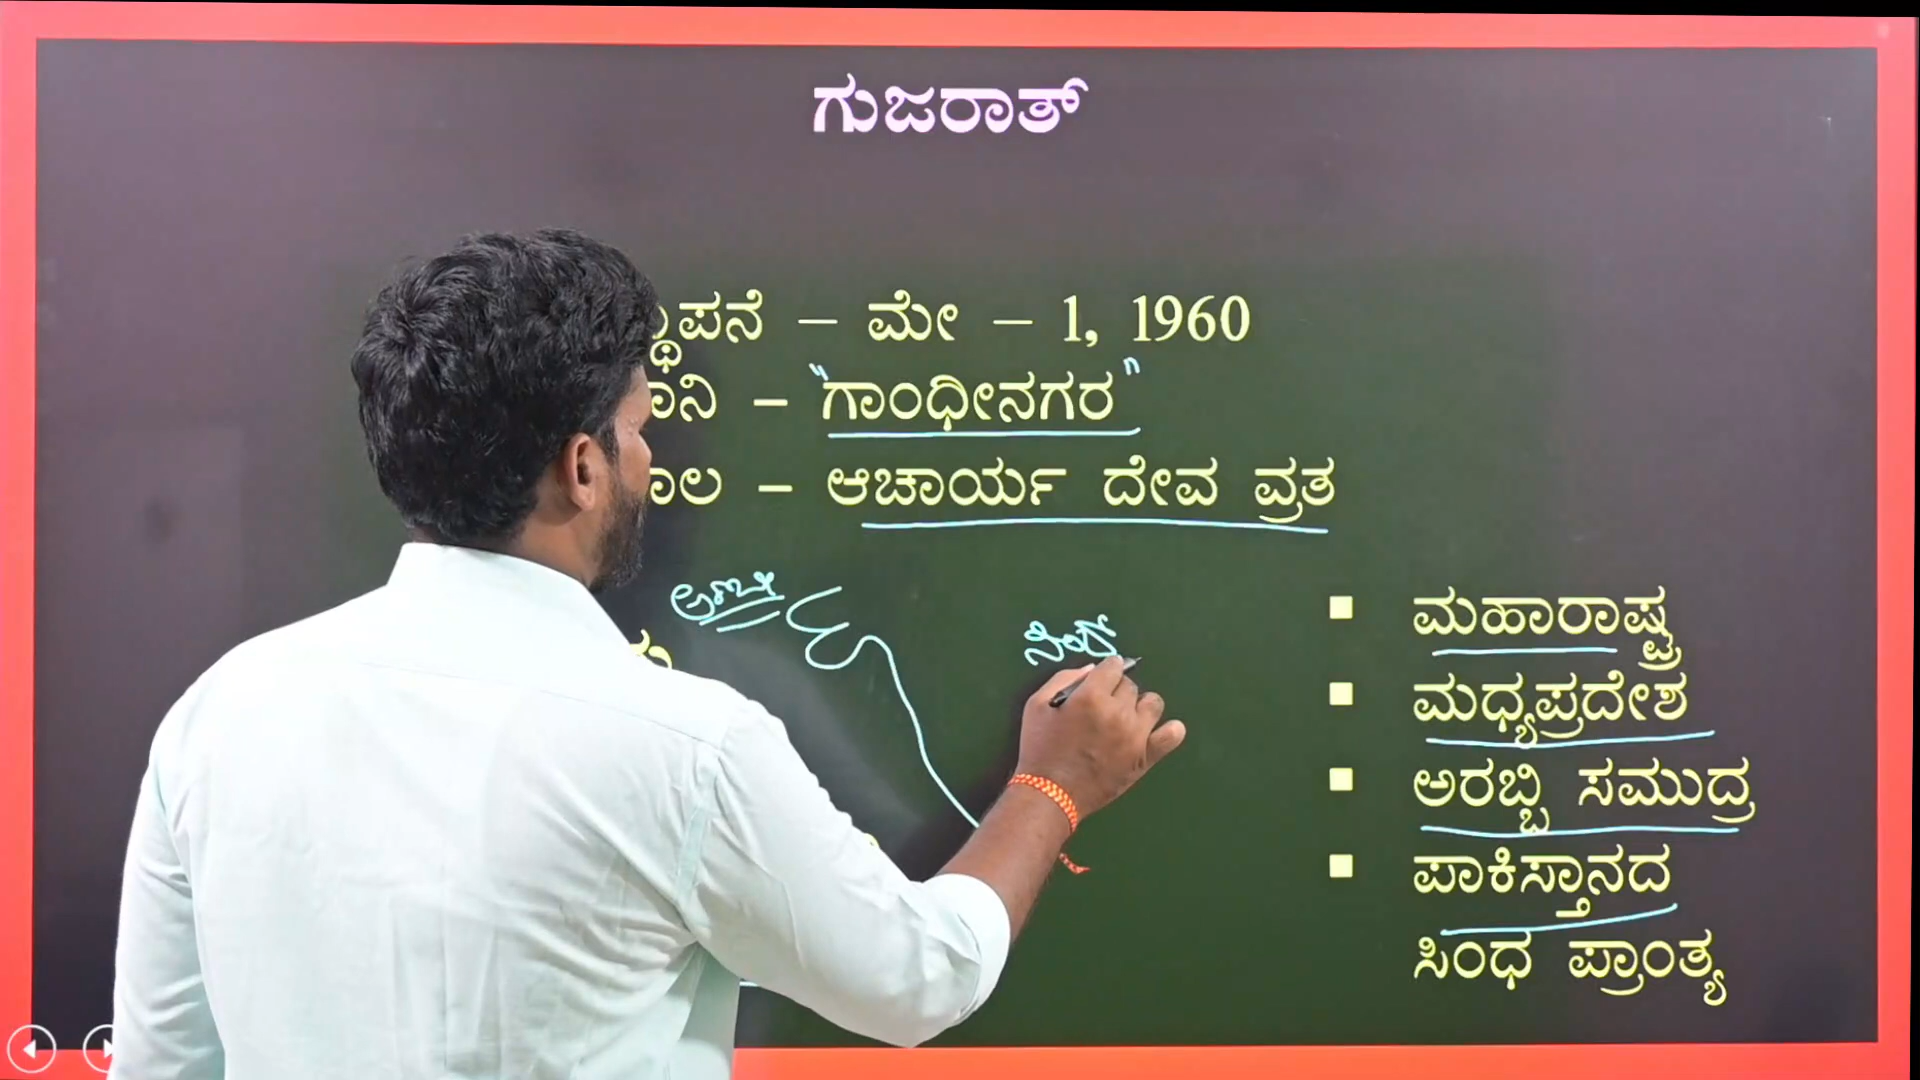 ಗುಜರಾತ್
ಸ್ಥಾಪನೆ – ಮೇ – 1, 1960
"ಗಾಂಧೀನಗರ"
ಆಚಾರ್ಯ ದೇವ ವ್ರತ
ಮಹಾರಾಷ್ಟ್ರ
ಮಧ್ಯಪ್ರದೇಶ
ಅರಬ್ಬಿ ಸಮುದ್ರ
ಪಾಕಿಸ್ತಾನದ
ಸಿಂಧ ಪ್ರಾಂತ್ಯ